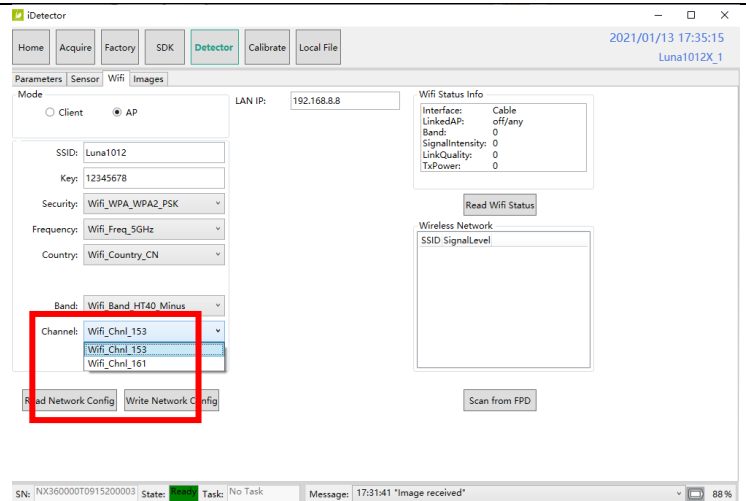 iDetector
2021/01/13 17:35:15
Luna1012X_1
Home Acquire Factory SDK Detector Calibrate Local File
Parameters Sensor Wifi Images
Mode
Client AP
LAN IP: 192.168.8.8
Wifi Status Info
Interface: Cable
LinkedAP: off/any
Band: 0
SignalIntensity: 0
LinkQuality: 0
TxPower: 0
SSID: Luna1012
Key: 12345678
Security: Wifi_WPA_WPA2_PSK
Read Wifi Status
Frequency: Wifi_Freq_5GHz
Wireless Network
SSID SignalLevel
Country: Wifi_Country_CN
Band: Wifi_Band_HT40_Minus
Channel: Wifi_Chnl_153
Wifi_Chnl_153
Wifi_Chnl_161
Read Network Config Write Network Config
Scan from FPD
SN: NX360000T0915200003 State: Ready Task: No Task Message: 17:31:41 "Image received" 88%